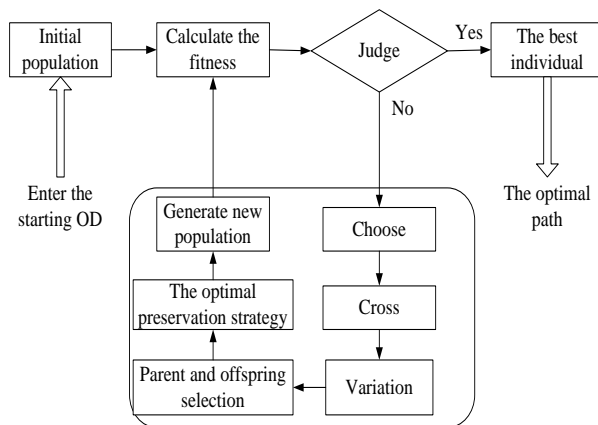 Initial
population
Calculate the
fitness
Judge
Yes
The best
individual
No
Enter the
starting OD
The optimal
path
Generate new
population
Choose
The optimal
preservation strategy
Cross
Parent and offspring
selection
Variation